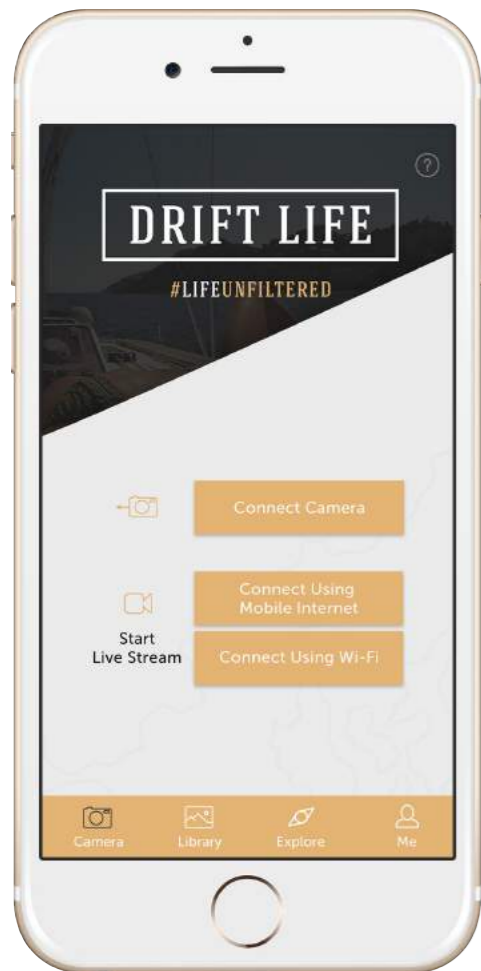 ?
DRIFT LIFE
#LIFEUNFILTERED
Connect Camera
Connect Using
Mobile Internet
Start
Live Stream
Connect Using Wi-Fi
Camera
Library
Explore
Me